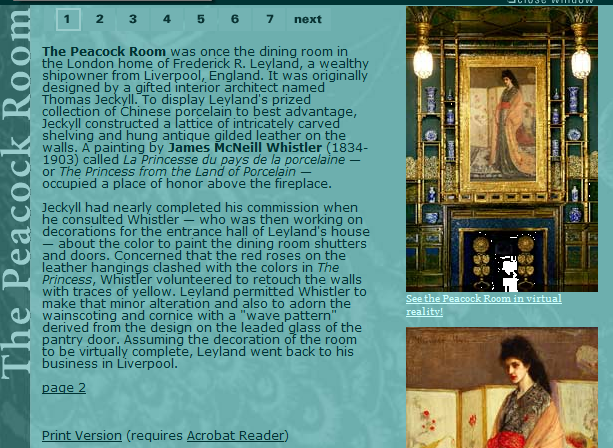 close window
1 2 3 4 5 6 7 next
The Peacock Room
The Peacock Room was once the dining room in
the London home of Frederick R. Leyland, a wealthy
shipowner from Liverpool, England. It was originally
designed by a gifted interior architect named
Thomas Jeckyll. To display Leyland's prized
collection of Chinese porcelain to best advantage,
Jeckyll constructed a lattice of intricately carved
shelving and hung antique gilded leather on the
walls. A painting by James McNeill Whistler (1834-
1903) called La Princesse du pays de la porcelaine —
or The Princess from the Land of Porcelain —
occupied a place of honor above the fireplace.
Jeckyll had nearly completed his commission when
he consulted Whistler — who was then working on
decorations for the entrance hall of Leyland's house
— about the color to paint the dining room shutters
and doors. Concerned that the red roses on the
leather hangings clashed with the colors in The
Princess, Whistler volunteered to retouch the walls
with traces of yellow. Leyland permitted Whistler to
make that minor alteration and also to adorn the
wainscoting and cornice with a "wave pattern"
derived from the design on the leaded glass of the
pantry door. Assuming the decoration of the room
to be virtually complete, Leyland went back to his
business in Liverpool.
page 2
Print Version (requires Acrobat Reader)
See the Peacock Room in virtual
reality!